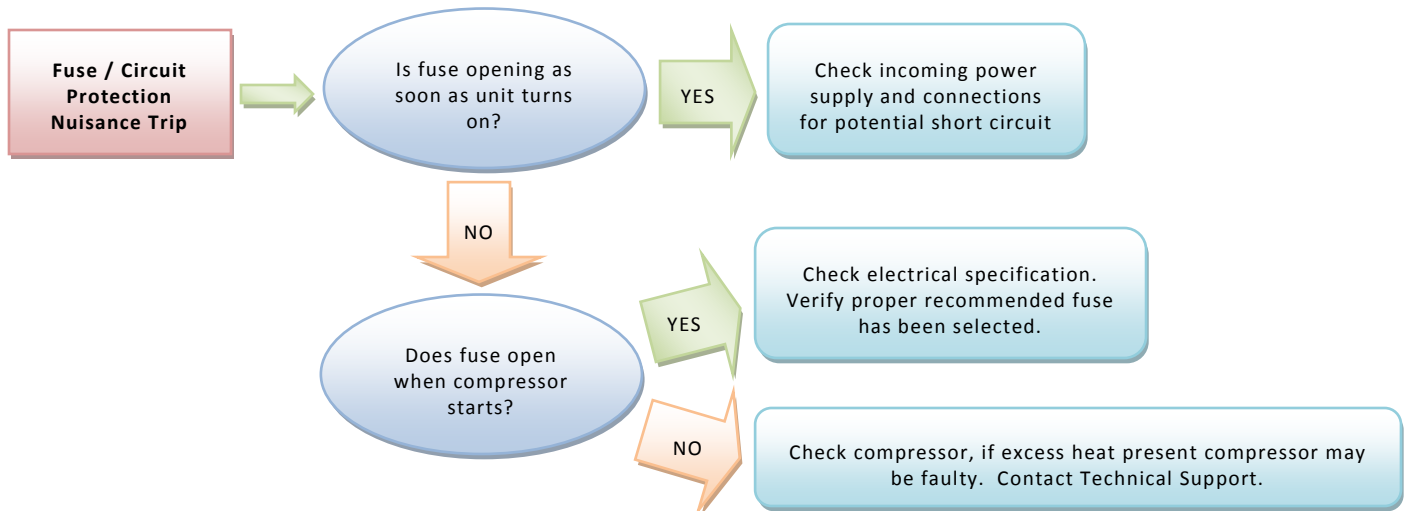 Fuse / Circuit
Protection
Nuisance Trip
Is fuse opening as
soon as unit turns
on?
YES
Check incoming power
supply and connections
for potential short circuit
NO
Does fuse open
when compressor
starts?
YES
Check electrical specification.
Verify proper recommended fuse
has been selected.
NO
Check compressor, if excess heat present compressor may
be faulty. Contact Technical Support.